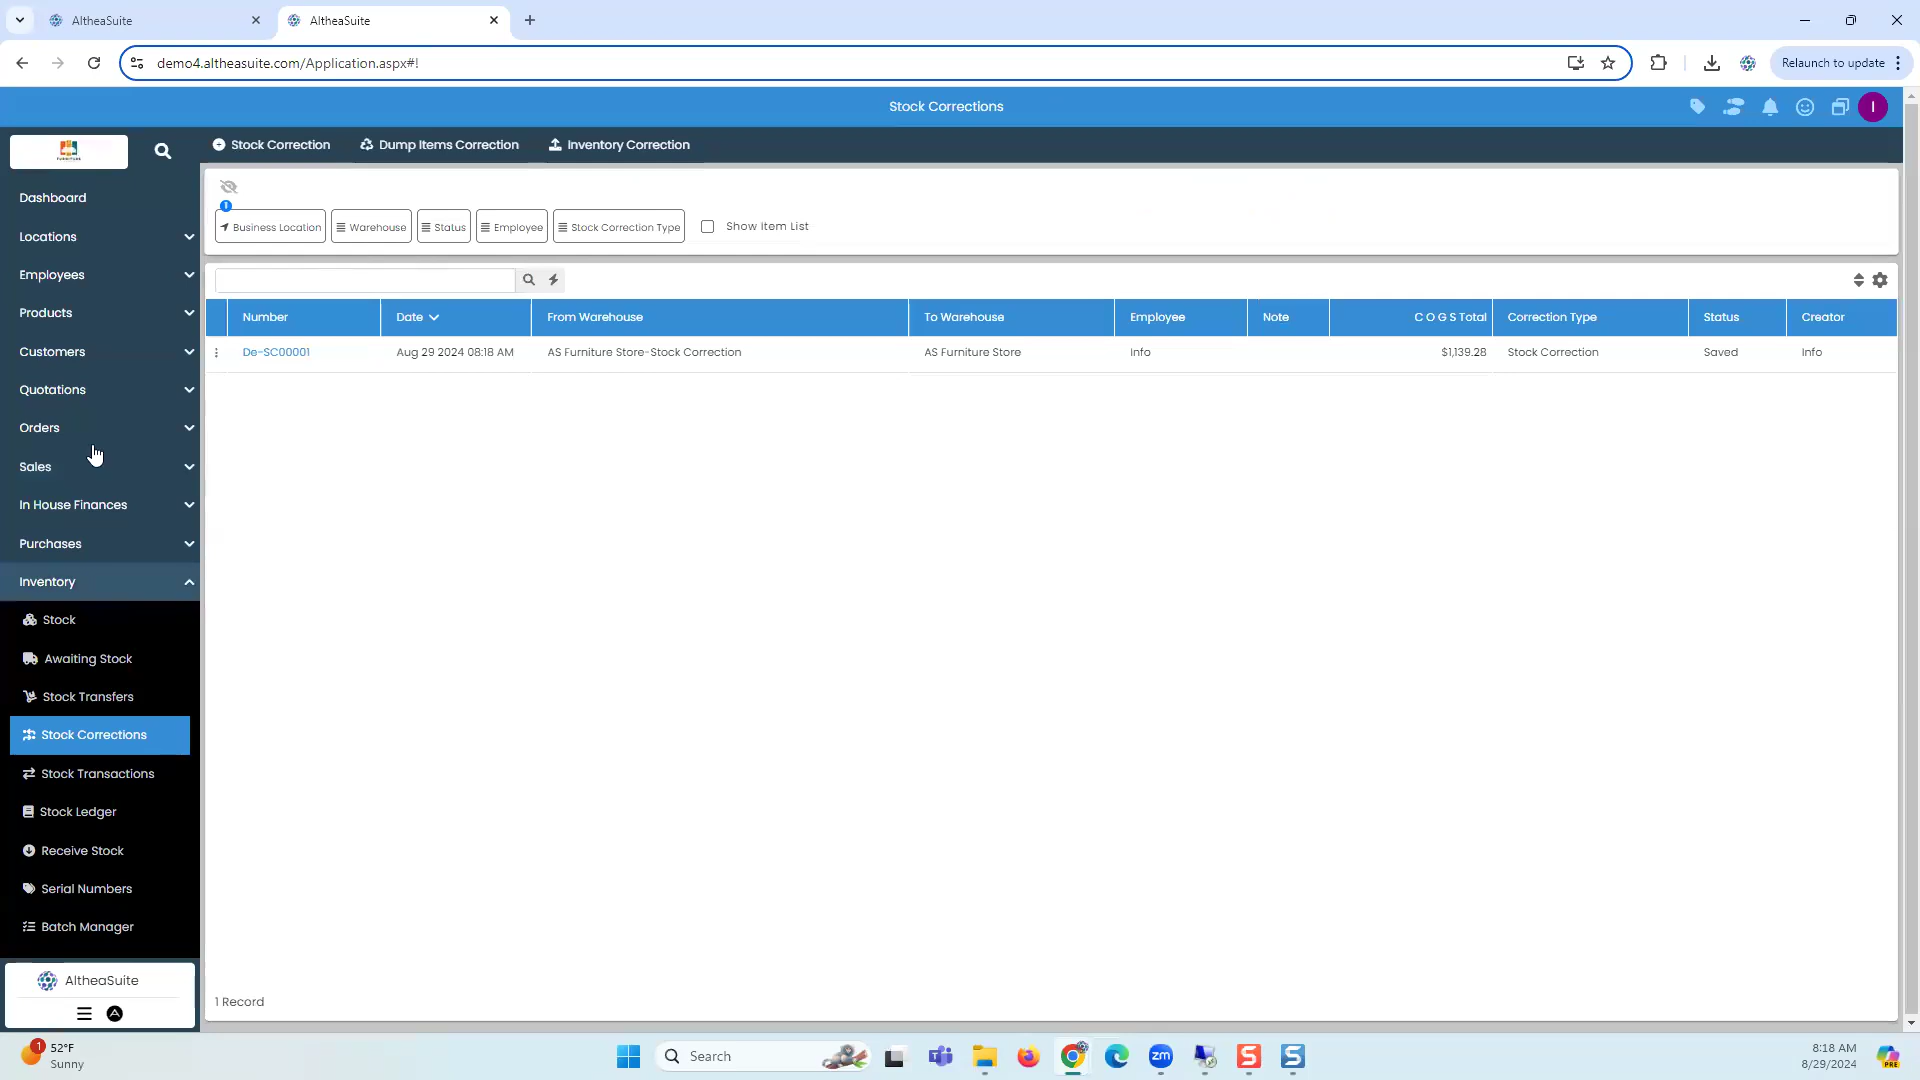 AltheaSuite
AltheaSuite
demo4.altheasuite.com/Application.aspx#!
Relaunch to update
Stock Corrections
I
FURNITURE
Stock Correction
Dump Items Correction
Inventory Correction
Dashboard
Locations
Employees
Products
Customers
Quotations
Orders
Sales
In House Finances
Purchases
Inventory
Stock
Awaiting Stock
Stock Transfers
Stock Corrections
Stock Transactions
Stock Ledger
Receive Stock
Serial Numbers
Batch Manager
AltheaSuite
1
Business Location
Warehouse
Status
Employee
Stock Correction Type
Show Item List
Number Date From Warehouse To Warehouse Employee Note C O G S Total Correction Type Status Creator
De-SC00001 Aug 29 2024 08:18 AM AS Furniture Store-Stock Correction AS Furniture Store Info $1,139.28 Stock Correction Saved Info
1 Record
1
52°F
Sunny
Search
zm
S
S
8:18 AM
8/29/2024
PRE